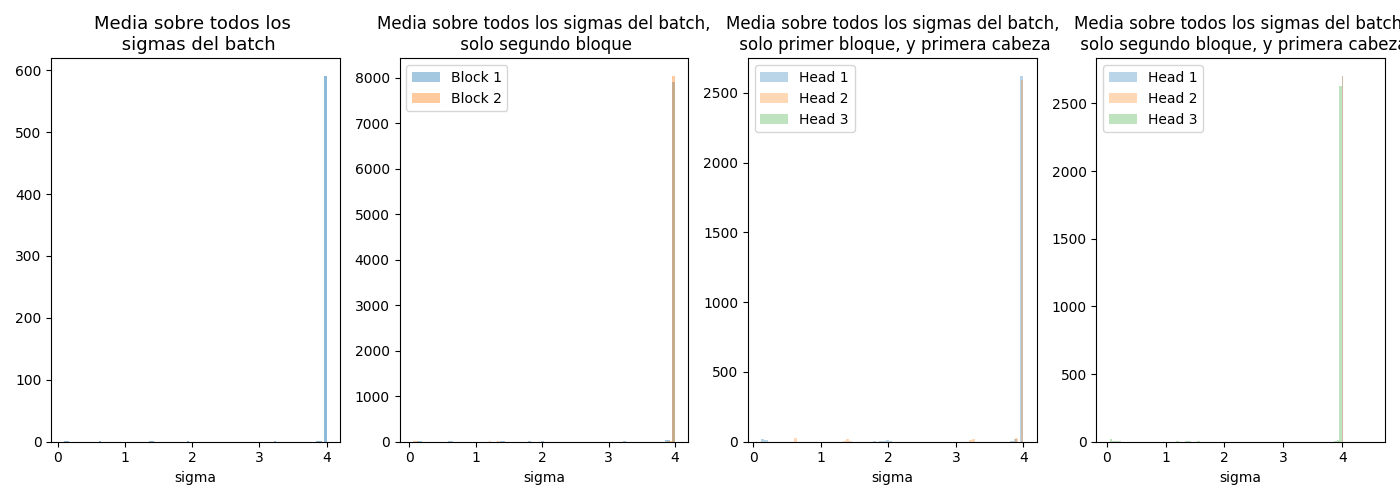 Media sobre todos los
sigmas del batch
600
500
400
300
200
100
0
0 1 2 3 4
sigma
Media sobre todos los sigmas del batch,
solo segundo bloque
Block 1
Block 2
8000
7000
6000
5000
4000
3000
2000
1000
0
0 1 2 3 4
sigma
Media sobre todos los sigmas del batch,
solo primer bloque, y primera cabeza
Head 1
Head 2
Head 3
2500
2000
1500
1000
500
0
0 1 2 3 4
sigma
Media sobre todos los sigmas del batch
solo segundo bloque, y primera cabeza
Head 1
Head 2
Head 3
2500
2000
1500
1000
500
0
0 1 2 3 4
sigma